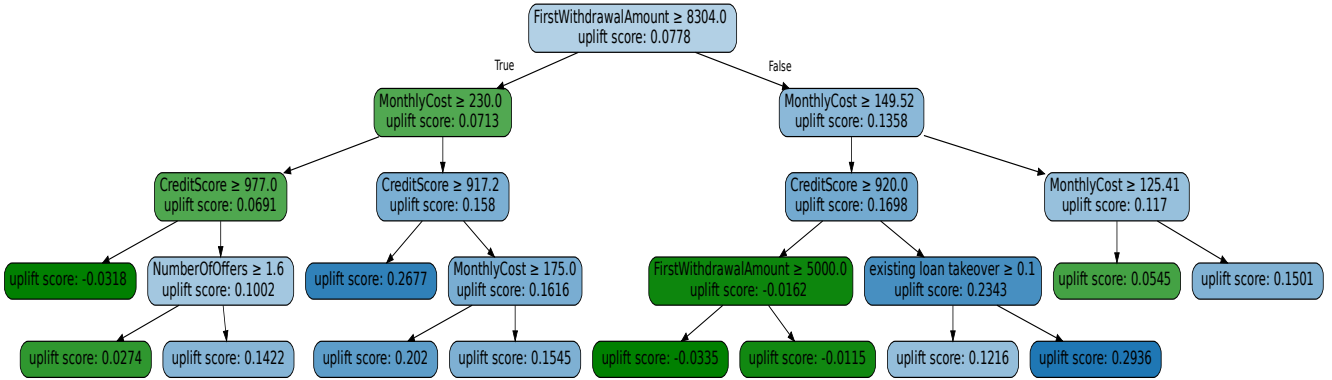 FirstWithdrawalAmount ≥ 8304.0
uplift score: 0.0778
True
False
MonthlyCost ≥ 230.0
uplift score: 0.0713
MonthlyCost ≥ 149.52
uplift score: 0.1358
CreditScore ≥ 977.0
uplift score: 0.0691
CreditScore ≥ 917.2
uplift score: 0.158
CreditScore ≥ 920.0
uplift score: 0.1698
MonthlyCost ≥ 125.41
uplift score: 0.117
uplift score: -0.0318
NumberOfOffers ≥ 1.6
uplift score: 0.1002
uplift score: 0.2677
MonthlyCost ≥ 175.0
uplift score: 0.1616
FirstWithdrawalAmount ≥ 5000.0
uplift score: -0.0162
existing loan takeover ≥ 0.1
uplift score: 0.2343
uplift score: 0.0545
uplift score: 0.1501
uplift score: 0.0274
uplift score: 0.1422
uplift score: 0.202
uplift score: 0.1545
uplift score: -0.0335
uplift score: -0.0115
uplift score: 0.1216
uplift score: 0.2936